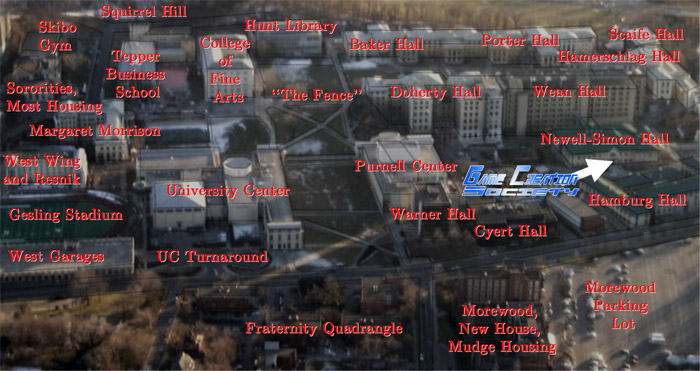 Squirrel Hill
Skibo
Gym
Hunt Library
Scaife Hall
College
of
Fine
Arts
Baker Hall
Porter Hall
Hamerschlag Hall
Tepper
Business
School
Sororities,
Most Housing
"The Fence"
Doherty Hall
Wean Hall
Margaret Morrison
Newell-Simon Hall
West Wing
and Resnik
Purnell Center
Game Creation
Society
University Center
Hamburg Hall
Gesling Stadium
Warner Hall
Cyert Hall
West Garages
UC Turnaround
Morewood
Parking
Lot
Fraternity Quadrangle
Morewood,
New House,
Mudge Housing